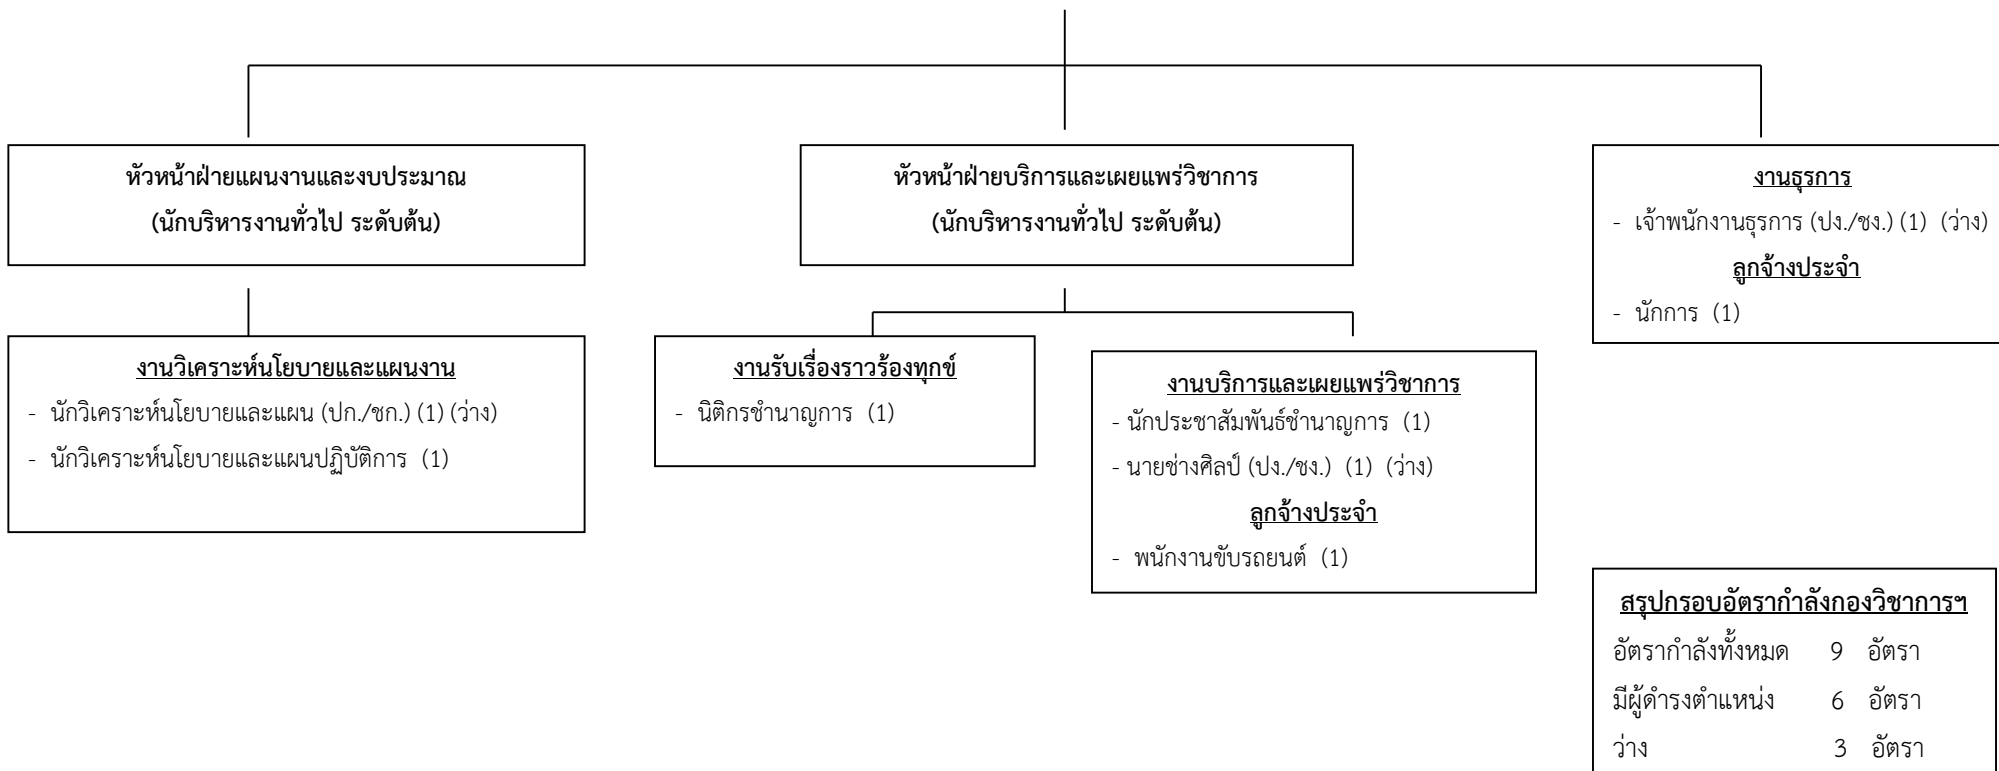 หัวหน้าฝ่ายแผนงานและงบประมาณ
(นักบริหารงานทั่วไป ระดับต้น)
หัวหน้าฝ่ายบริการและเผยแพร่วิชาการ
(นักบริหารงานทั่วไป ระดับต้น)
งานธุรการ
- เจ้าพนักงานธุรการ (ปง./ชง.) (1) (ว่าง)
ลูกจ้างประจำ
- นักการ (1)
งานวิเคราะห์นโยบายและแผนงาน
- นักวิเคราะห์นโยบายและแผน (ปก./ชก.) (1) (ว่าง)
- นักวิเคราะห์นโยบายและแผนปฏิบัติการ (1)
งานรับเรื่องราวร้องทุกข์
- นิติกรชำนาญการ (1)
งานบริการและเผยแพร่วิชาการ
- นักประชาสัมพันธ์ชำนาญการ (1)
- นายช่างศิลป์ (ปง./ชง.) (1) (ว่าง)
ลูกจ้างประจำ
- พนักงานขับรถยนต์ (1)
สรุปกรอบอัตรากำลังกองวิชาการฯ
อัตรากำลังทั้งหมด 9 อัตรา
มีผู้ดำรงตำแหน่ง 6 อัตรา
ว่าง 3 อัตรา